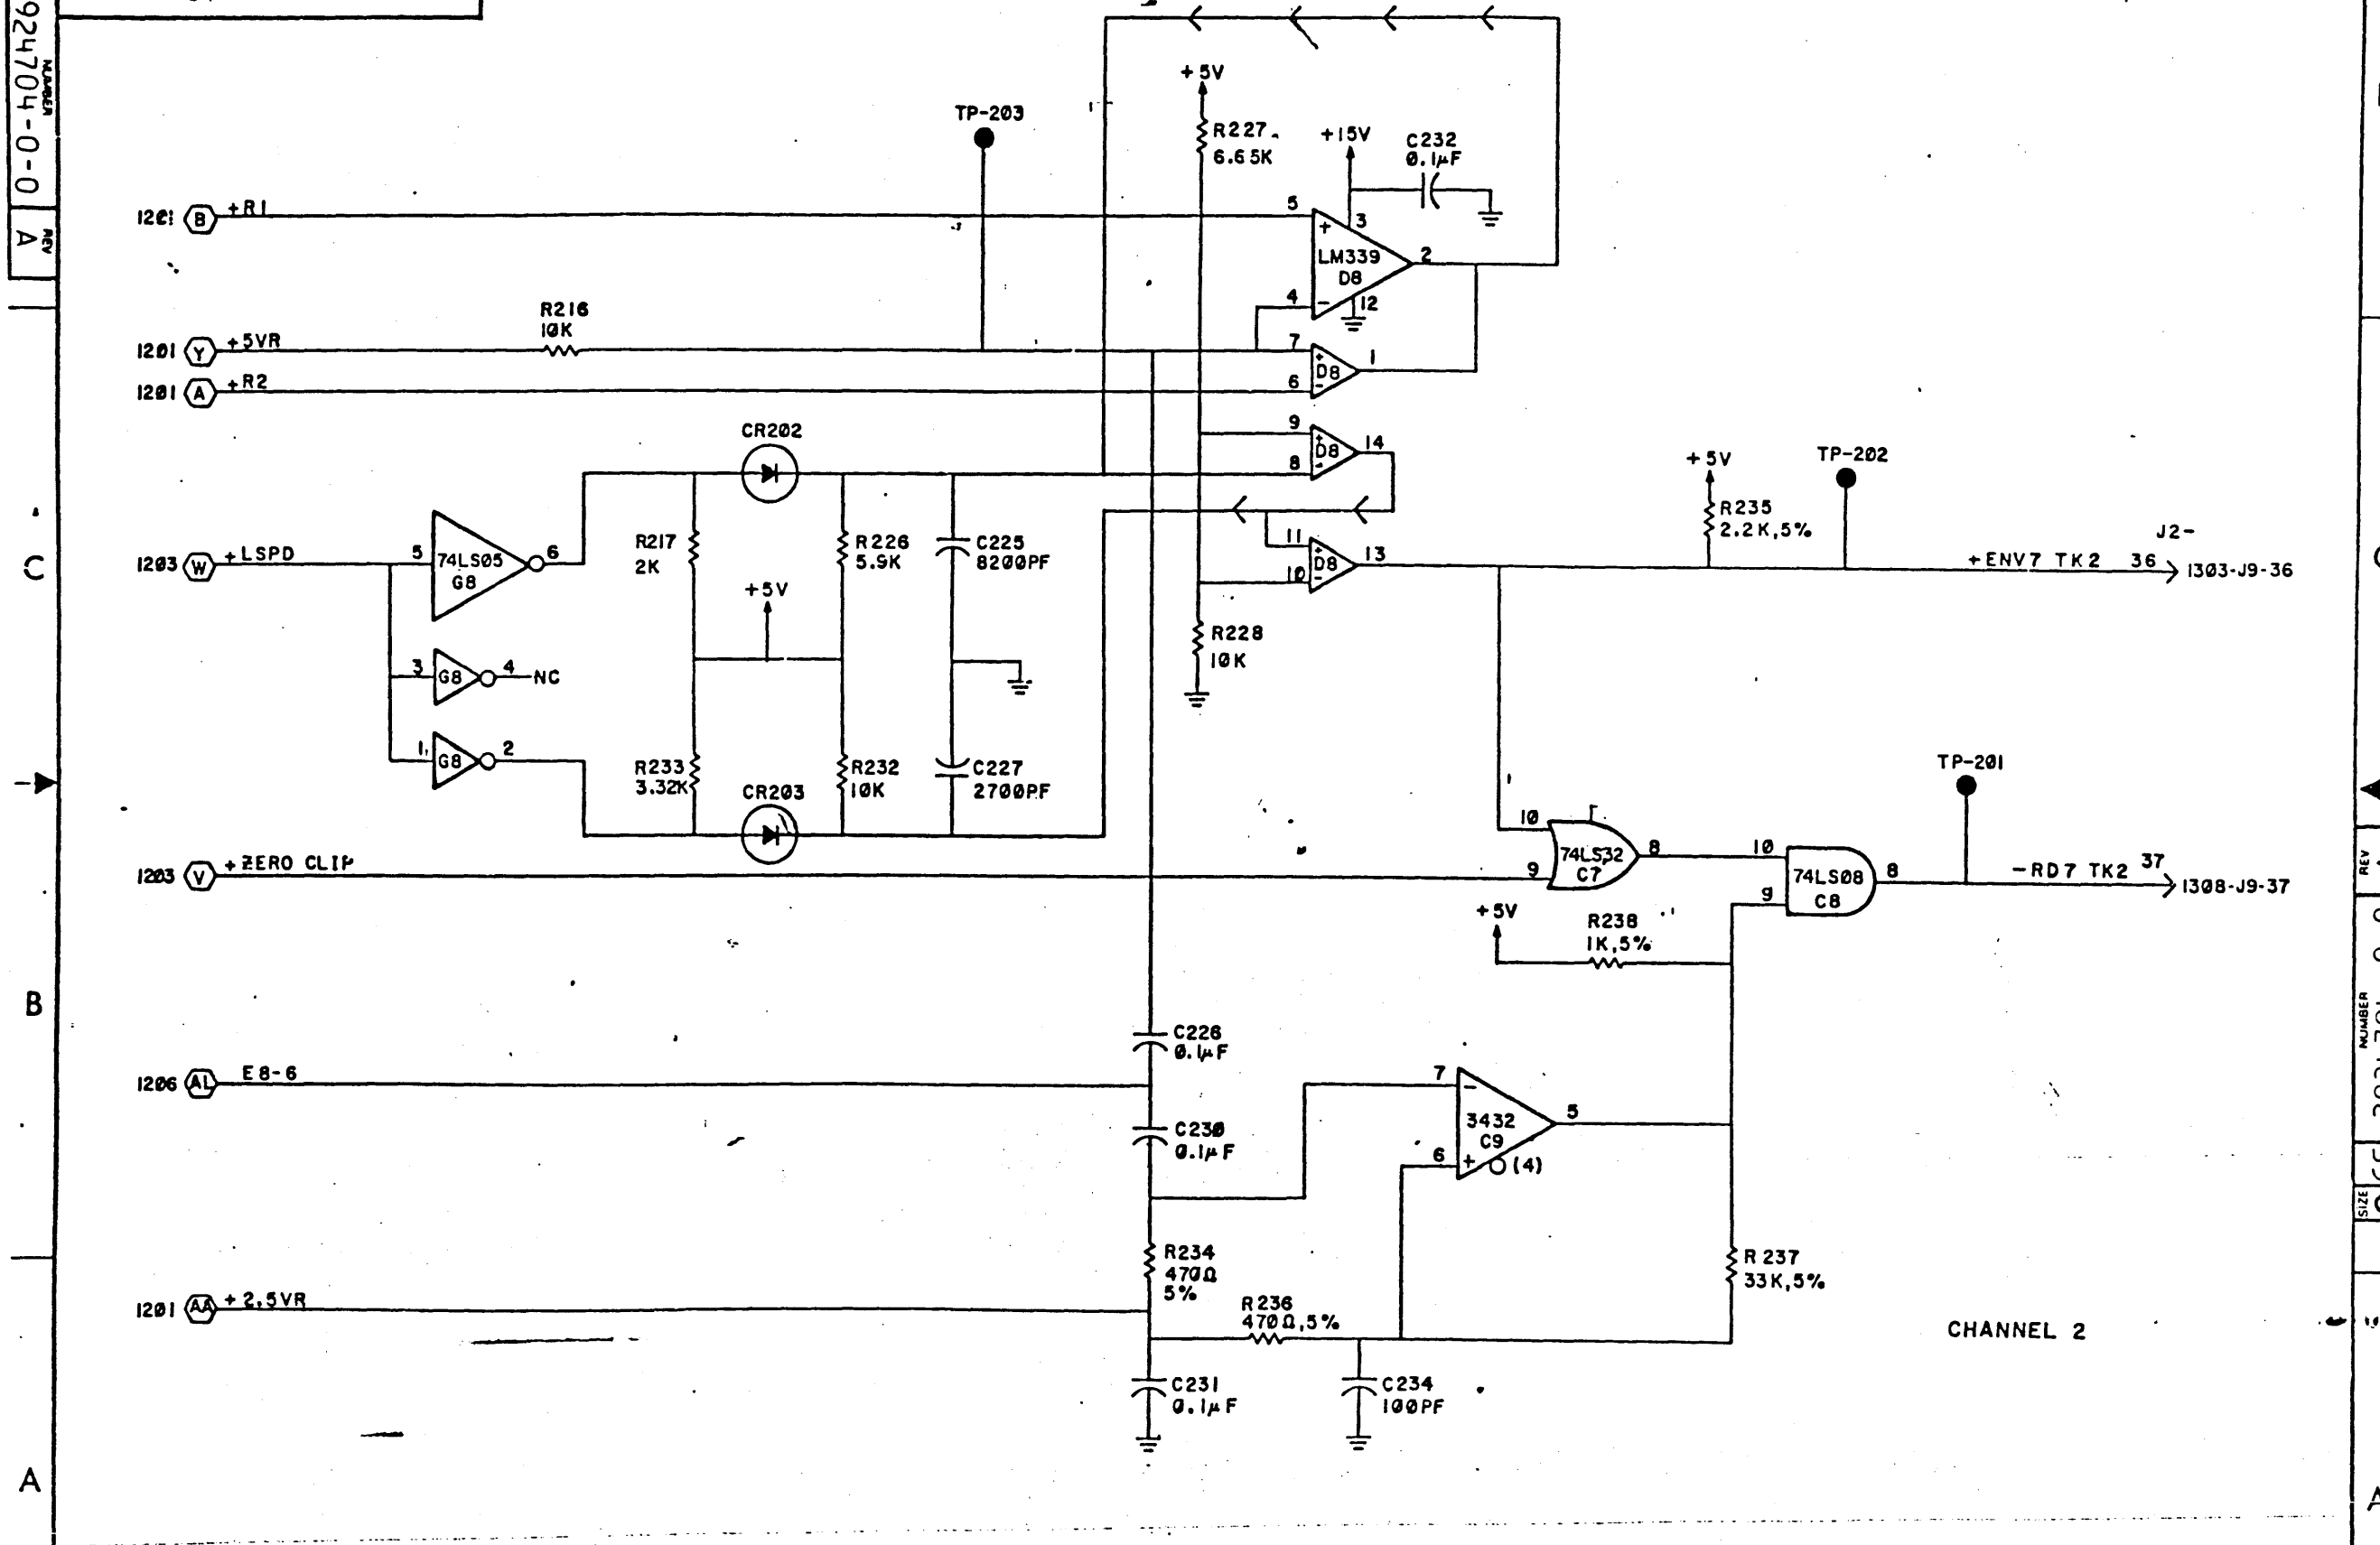 924704-0-0
NUMBER
A
REV
TP-203
+5V
R227
6.65K
+15V
C232
0.1µF
1201 B +R1
5
+
3
LM339
D8
2
4
-
12
R216
10K
1201 Y +5VR
7
+
D8
1
1201 A +R2
6
-
CR202
9
+
D8
14
8
-
+5V
TP-202
R235
2.2K,5%
J2-
1203 W +LSPD
5
74LS05
G8
6
R217
2K
R226
5.9K
C225
8200PF
11
+
D8
13
10
-
+ENV7 TK2 36
1303-J9-36
+5V
C
3
G8
4
NC
R228
10K
1
G8
2
R233
3.32K
CR203
R232
10K
C227
2700PF
TP-201
10
74LS32
C7
8
9
10
74LS08
C8
8
9
-RD7 TK2 37
1308-J9-37
1203 V +ZERO CLIP
+5V
R238
1K,5%
REV
NUMBER
SIZE
B
C226
0.1µF
1206 AL E8-6
7
-
3432
C9
5
6
+
(4)
C230
0.1µF
R234
470Ω
5%
R237
33K,5%
1201 AA +2.5VR
R236
470Ω,5%
CHANNEL 2
C231
0.1µF
C234
100PF
A